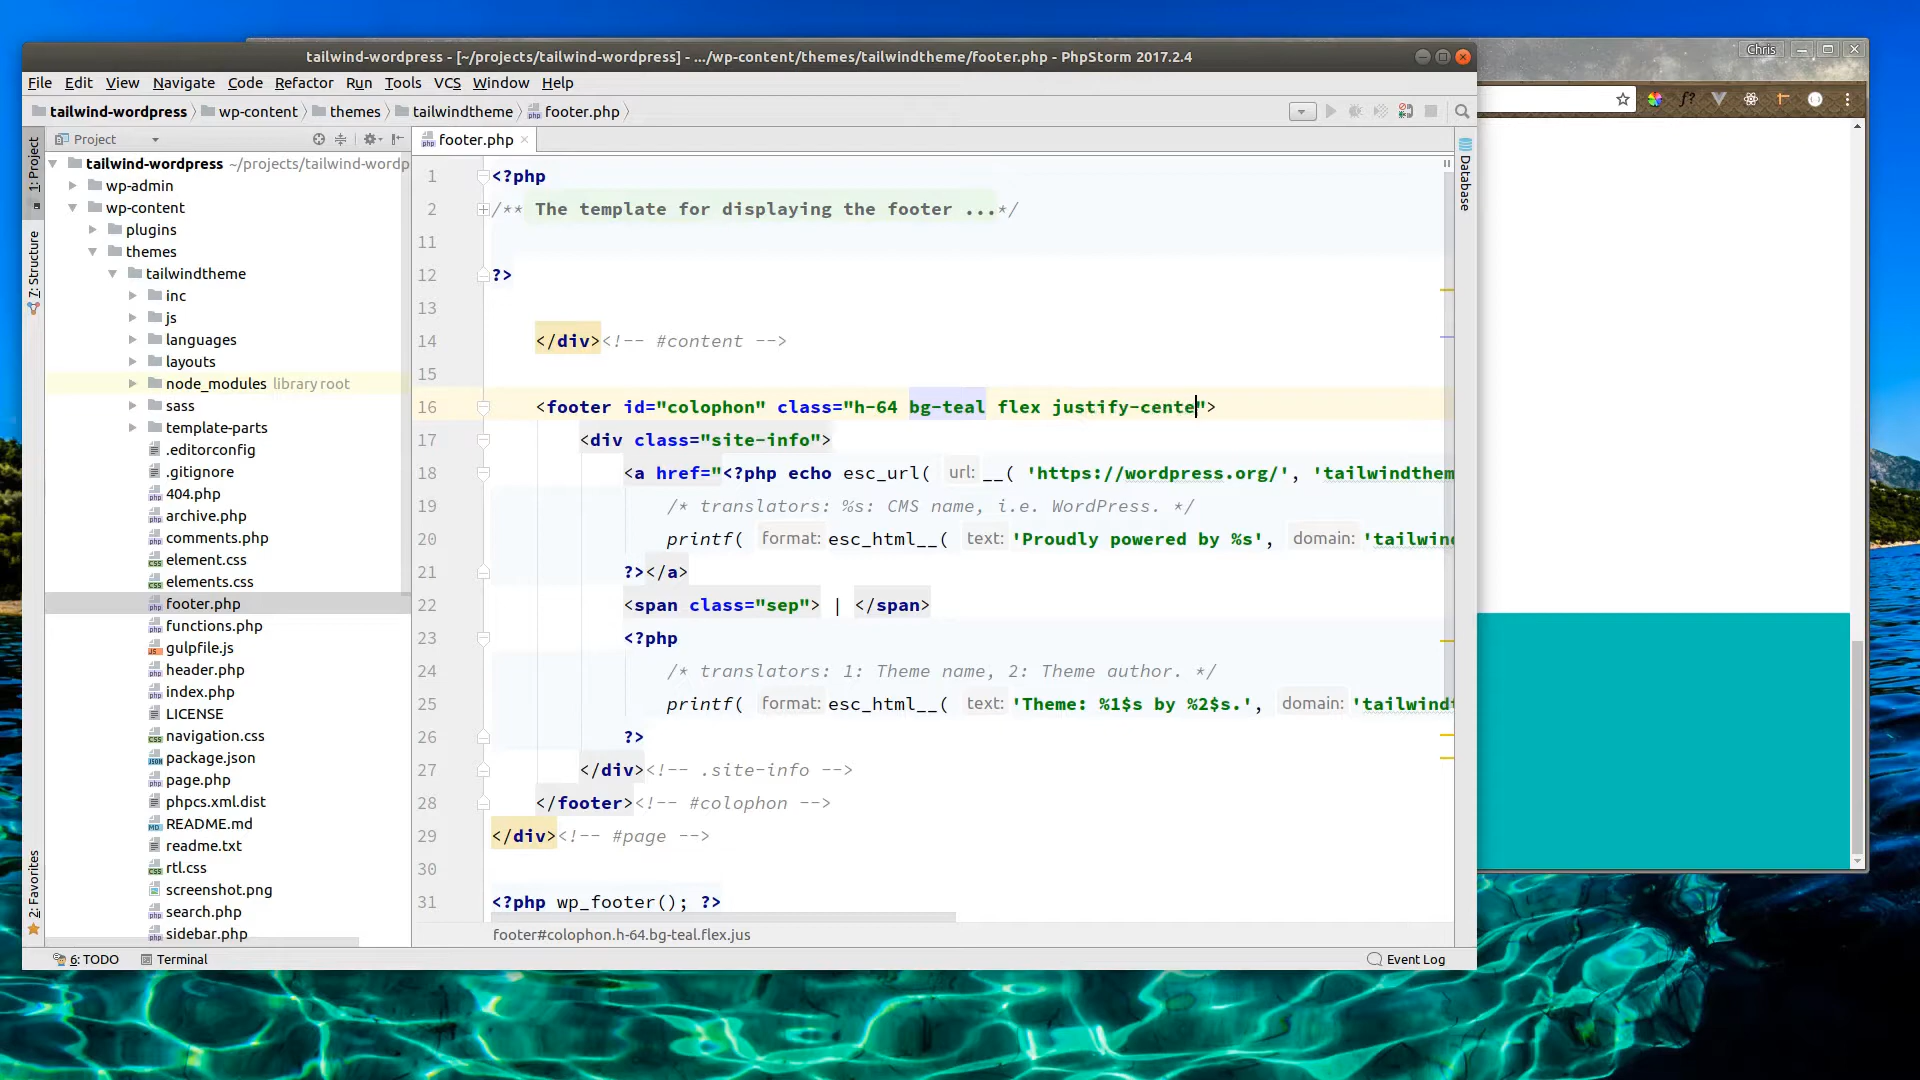 tailwind-wordpress - [~/projects/tailwind-wordpress] - .../wp-content/themes/tailwindtheme/footer.php - PhpStorm 2017.2.4
Chris
File Edit View Navigate Code Refactor Run Tools VCS Window Help
tailwind-wordpress wp-content themes tailwindtheme footer.php
Project
footer.php
1: Project
7: Structure
2: Favorites
Database
tailwind-wordpress ~/projects/tailwind-wordp
wp-admin
wp-content
plugins
themes
tailwindtheme
inc
js
languages
layouts
node_modules library root
sass
template-parts
.editorconfig
.gitignore
404.php
archive.php
comments.php
element.css
elements.css
footer.php
functions.php
gulpfile.js
header.php
index.php
LICENSE
navigation.css
package.json
page.php
phpcs.xml.dist
README.md
readme.txt
rtl.css
screenshot.png
search.php
sidebar.php
1 <?php
2 /** The template for displaying the footer ...*/
11
12 ?>
13
14 </div><!-- #content -->
15
16 <footer id="colophon" class="h-64 bg-teal flex justify-cente">
17 <div class="site-info">
18 <a href="<?php echo esc_url( url: __( 'https://wordpress.org/', 'tailwindthem
19 /* translators: %s: CMS name, i.e. WordPress. */
20 printf( format: esc_html__( text: 'Proudly powered by %s', domain: 'tailwind
21 ?></a>
22 <span class="sep"> | </span>
23 <?php
24 /* translators: 1: Theme name, 2: Theme author. */
25 printf( format: esc_html__( text: 'Theme: %1$s by %2$s.', domain: 'tailwindt
26 ?>
27 </div><!-- .site-info -->
28 </footer><!-- #colophon -->
29 </div><!-- #page -->
30
31 <?php wp_footer(); ?>
footer#colophon.h-64.bg-teal.flex.jus
6: TODO Terminal Event Log